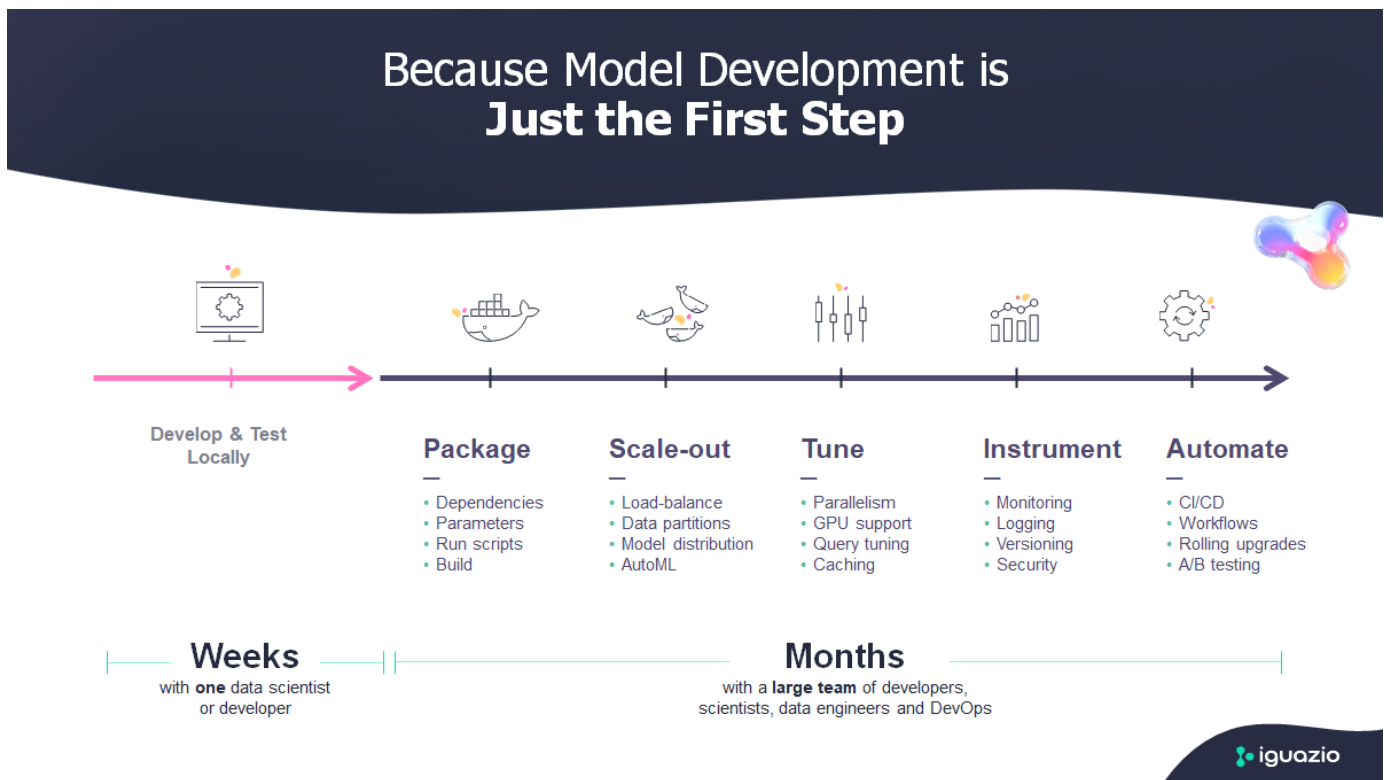 Because Model Development is
Just the First Step
Develop & Test
Locally
Package
• Dependencies
• Parameters
• Run scripts
• Build
Scale-out
• Load-balance
• Data partitions
• Model distribution
• AutoML
Tune
• Parallelism
• GPU support
• Query tuning
• Caching
Instrument
• Monitoring
• Logging
• Versioning
• Security
Automate
• CI/CD
• Workflows
• Rolling upgrades
• A/B testing
Weeks
with one data scientist
or developer
Months
with a large team of developers,
scientists, data engineers and DevOps
iguazio